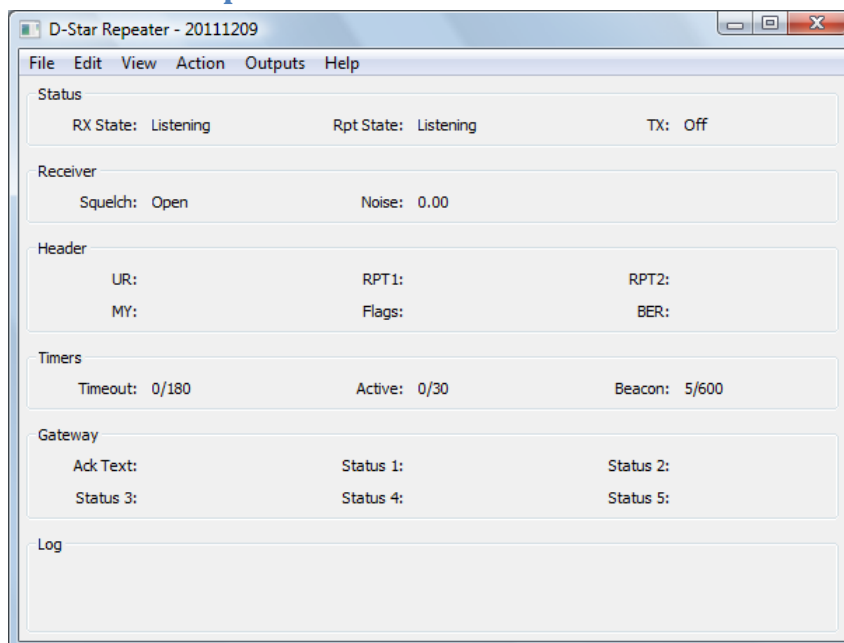 D-Star Repeater - 20111209
File Edit View Action Outputs Help
Status
RX State: Listening Rpt State: Listening TX: Off
Receiver
Squelch: Open Noise: 0.00
Header
UR: RPT1: RPT2:
MY: Flags: BER:
Timers
Timeout: 0/180 Active: 0/30 Beacon: 5/600
Gateway
Ack Text: Status 1: Status 2:
Status 3: Status 4: Status 5:
Log